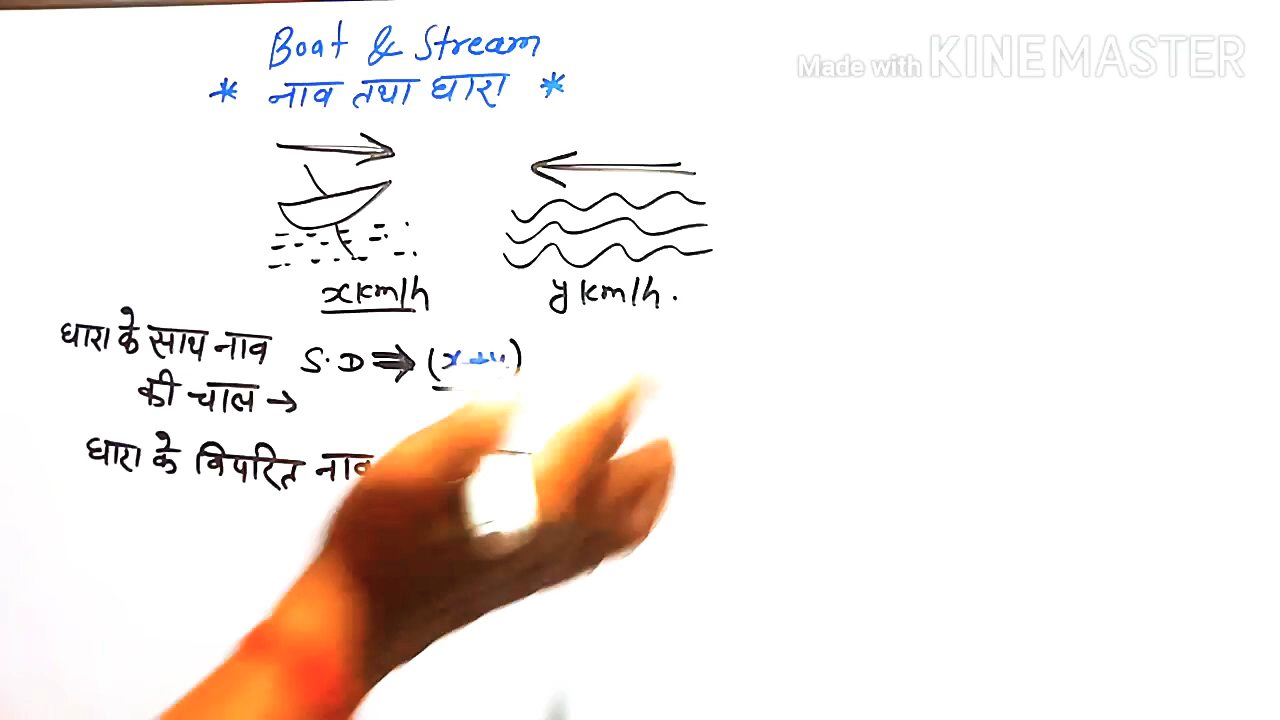 Boat & Stream
Made with KINEMASTER
* नाव तथा धारा *
x km/h
y km/h.
धारा के साथ नाव
S.D ⇒ (x+y)
की चाल →
धारा के विपरित नाव